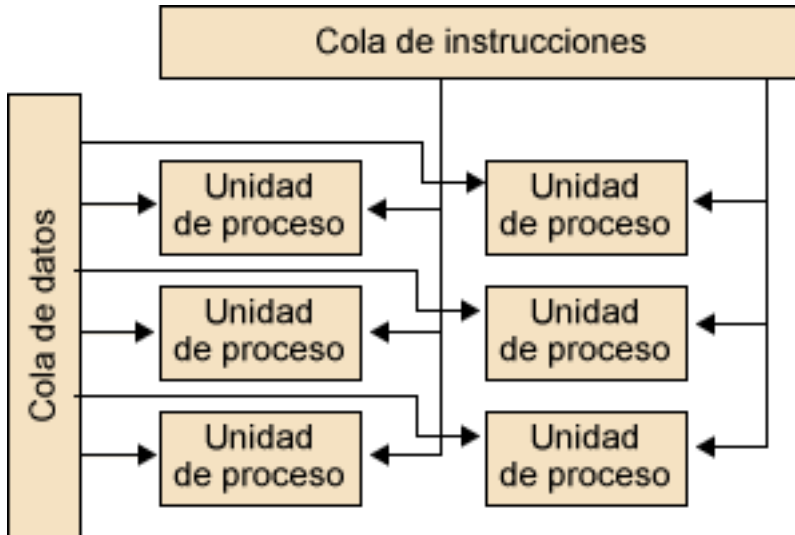 Cola de instrucciones
Cola de datos
Unidad
de proceso
Unidad
de proceso
Unidad
de proceso
Unidad
de proceso
Unidad
de proceso
Unidad
de proceso